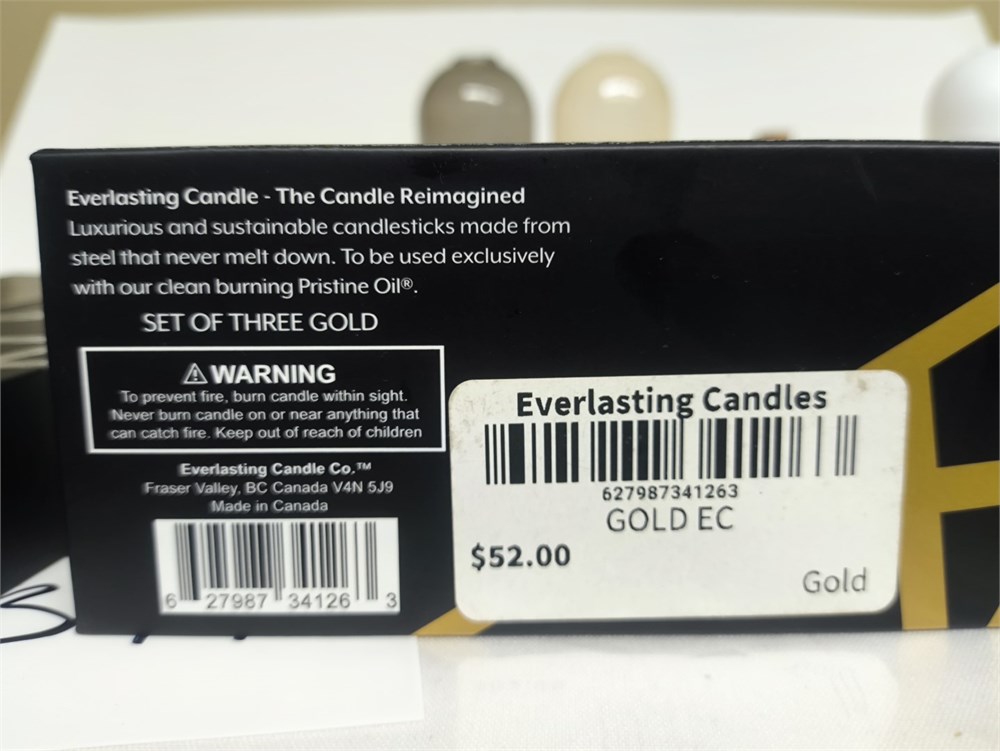 Everlasting Candle - The Candle Reimagined
Luxurious and sustainable candlesticks made from
steel that never melt down. To be used exclusively
with our clean burning Pristine Oil®.
SET OF THREE GOLD
⚠ WARNING
To prevent fire, burn candle within sight.
Never burn candle on or near anything that
can catch fire. Keep out of reach of children
Everlasting Candle Co.™
Fraser Valley, BC Canada V4N 5J9
Made in Canada
6 27987 34126 3
Everlasting Candles
627987341263
GOLD EC
$52.00
Gold